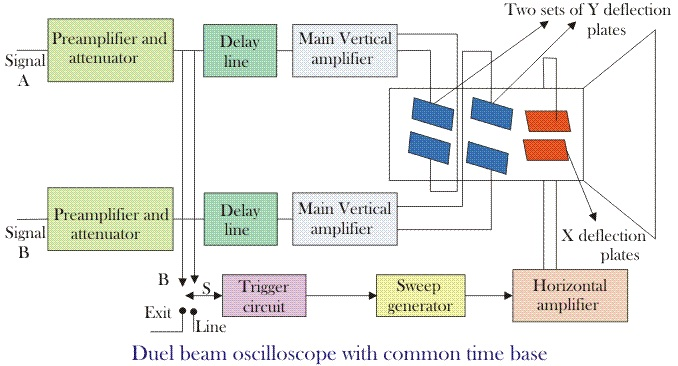 Two sets of Y deflection
plates
Signal
A
Preamplifier and
attenuator
Delay
line
Main Vertical
amplifier
Signal
B
Preamplifier and
attenuator
Delay
line
Main Vertical
amplifier
X deflection
plates
B
S
Exit
Line
Trigger
circuit
Sweep
generator
Horizontal
amplifier
Duel beam oscilloscope with common time base